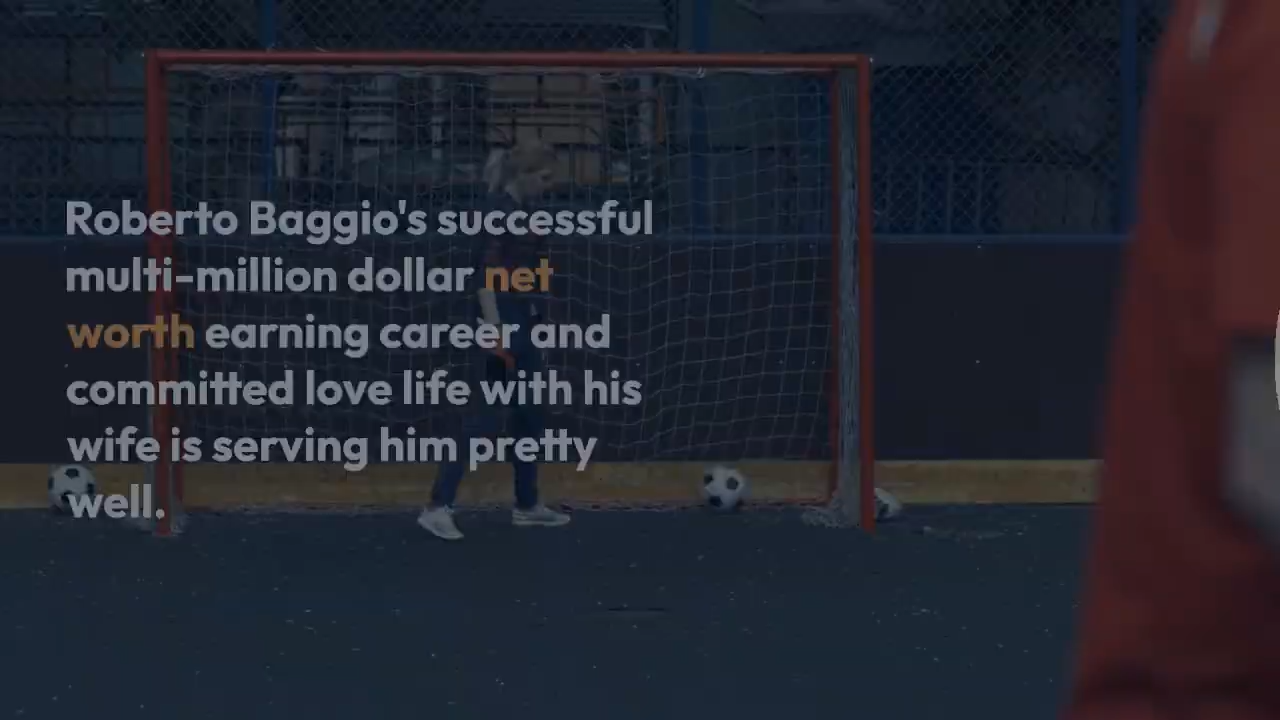 Roberto Baggio's successful
multi-million dollar net
worth earning career and
committed love life with his
wife is serving him pretty
well.